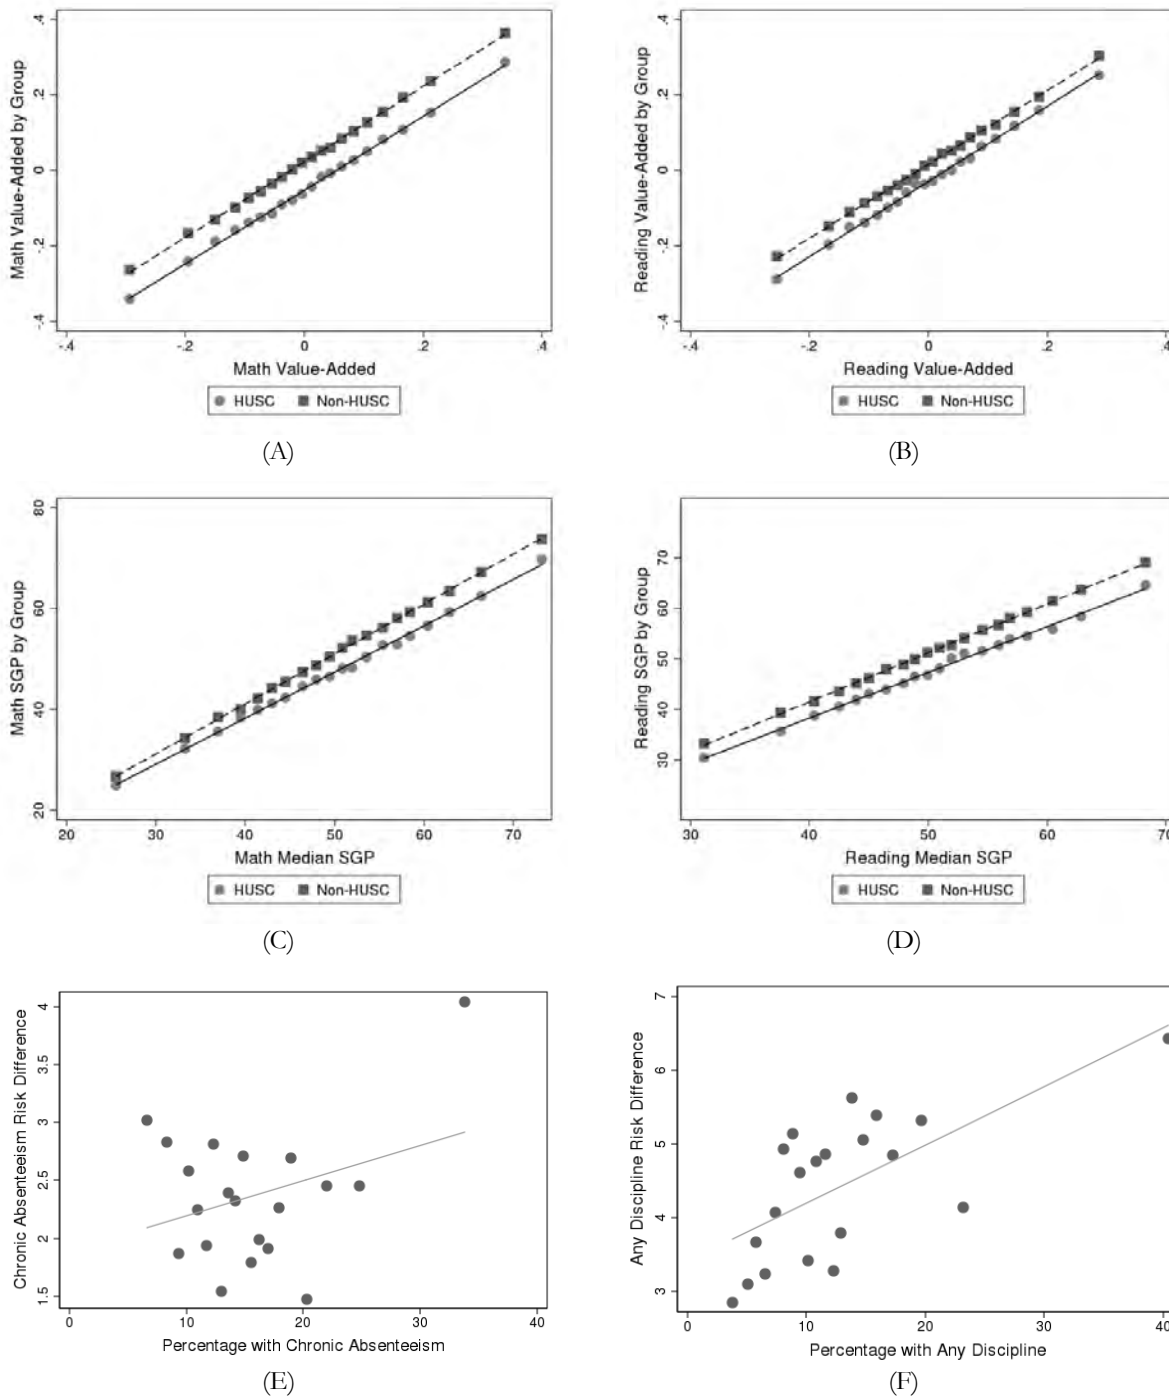 Math Value-Added by Group
.4
.2
0
-.2
-.4
-.4 -.2 0 .2 .4
Math Value-Added
HUSC Non-HUSC
(A)
Reading Value-Added by Group
.4
.2
0
-.2
-.4
-.4 -.2 0 .2 .4
Reading Value-Added
HUSC Non-HUSC
(B)
Math SGP by Group
80
60
40
20
20 30 40 50 60 70
Math Median SGP
HUSC Non-HUSC
(C)
Reading SGP by Group
70
60
50
40
30
30 40 50 60 70
Reading Median SGP
HUSC Non-HUSC
(D)
Chronic Absenteeism Risk Difference
4
3.5
3
2.5
2
1.5
0 10 20 30 40
Percentage with Chronic Absenteeism
(E)
Any Discipline Risk Difference
7
6
5
4
3
0 10 20 30 40
Percentage with Any Discipline
(F)